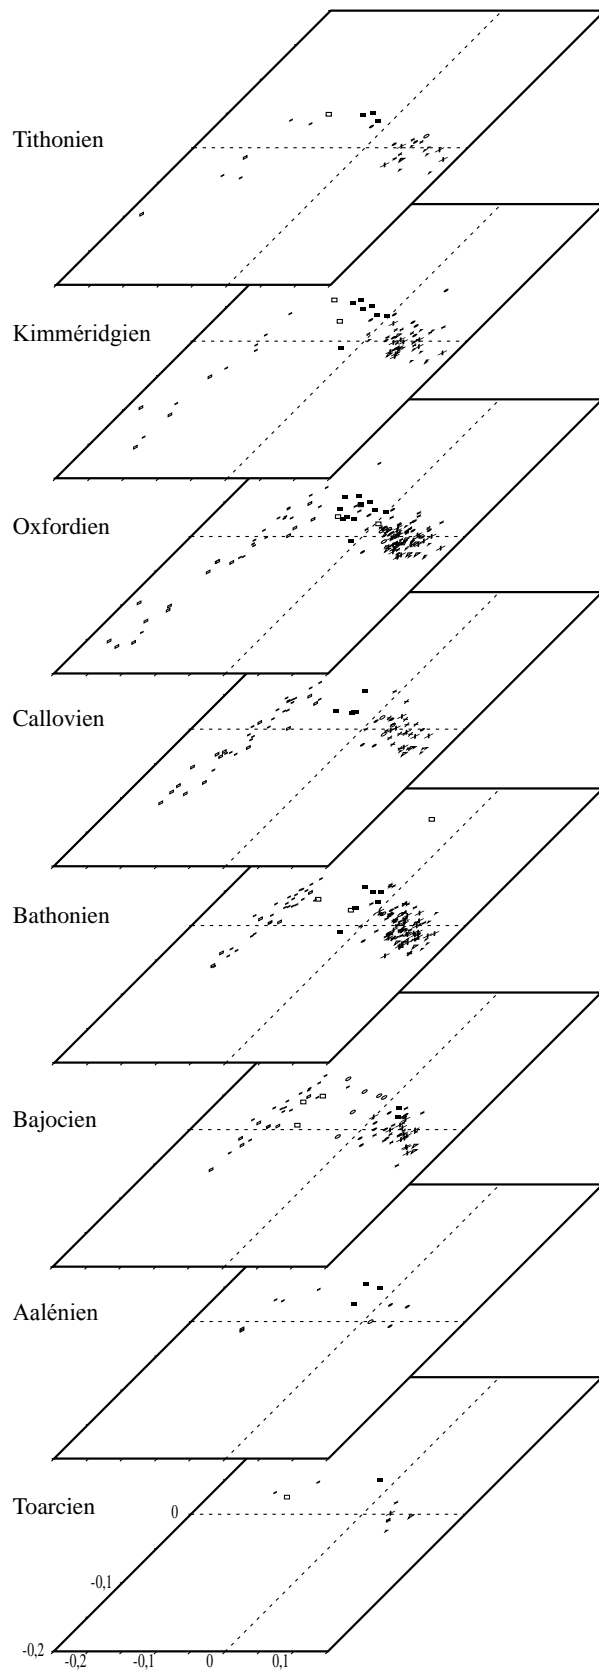 Tithonien
Kimméridgien
Oxfordien
Callovien
Bathonien
Bajocien
Aalénien
Toarcien
0
-0,1
-0,2
-0,2 -0,1 0 0,1